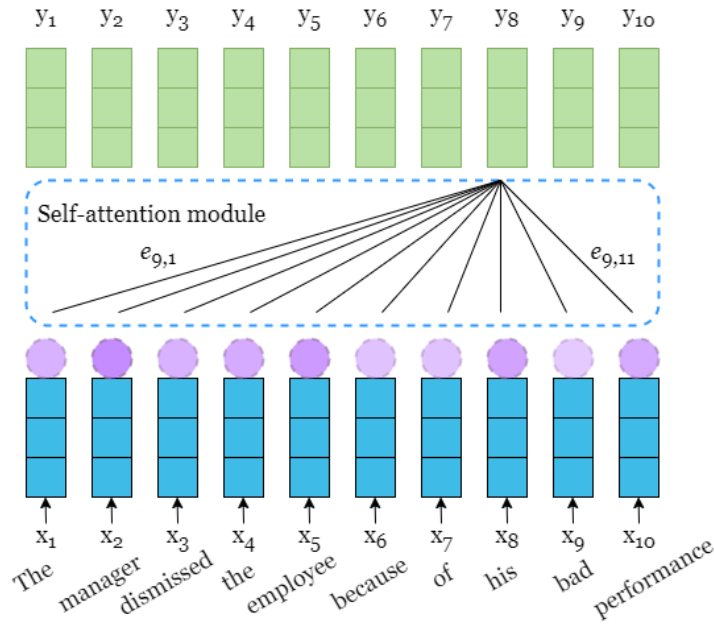 y₁ y₂ y₃ y₄ y₅ y₆ y₇ y₈ y₉ y₁₀
Self-attention module
e₉,₁ e₉,₁₁
x₁ x₂ x₃ x₄ x₅ x₆ x₇ x₈ x₉ x₁₀
The manager dismissed the employee because of his bad performance